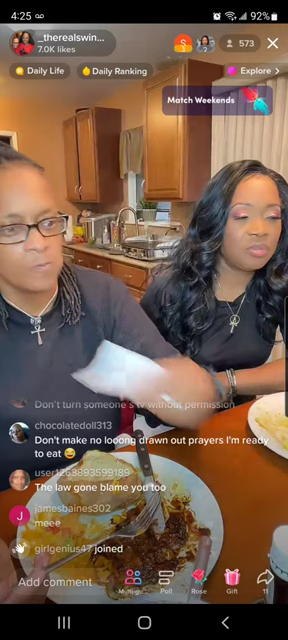 4:25
92%
_therealswin...
7.0K likes
573
Daily Life
Daily Ranking
Explore >
Match Weekends
Don't turn someone's tv without permission
chocolatedoll313
Don't make no looong drawn out prayers I'm ready
to eat 😂
user1263893599189
The law gone blame you too
J
jamesbaines302
meee
girlgenius47 joined
Add comment
Poll
Rose
Gift
11